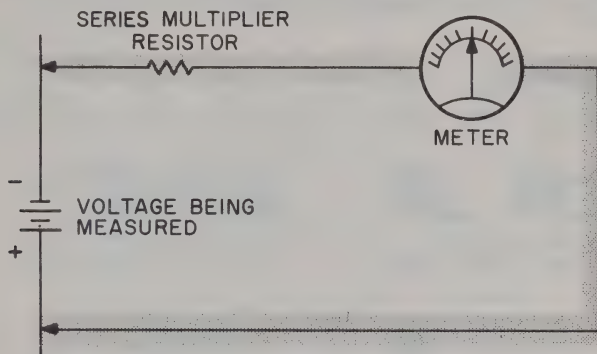 SERIES MULTIPLIER
RESISTOR
METER
-
VOLTAGE BEING
MEASURED
+